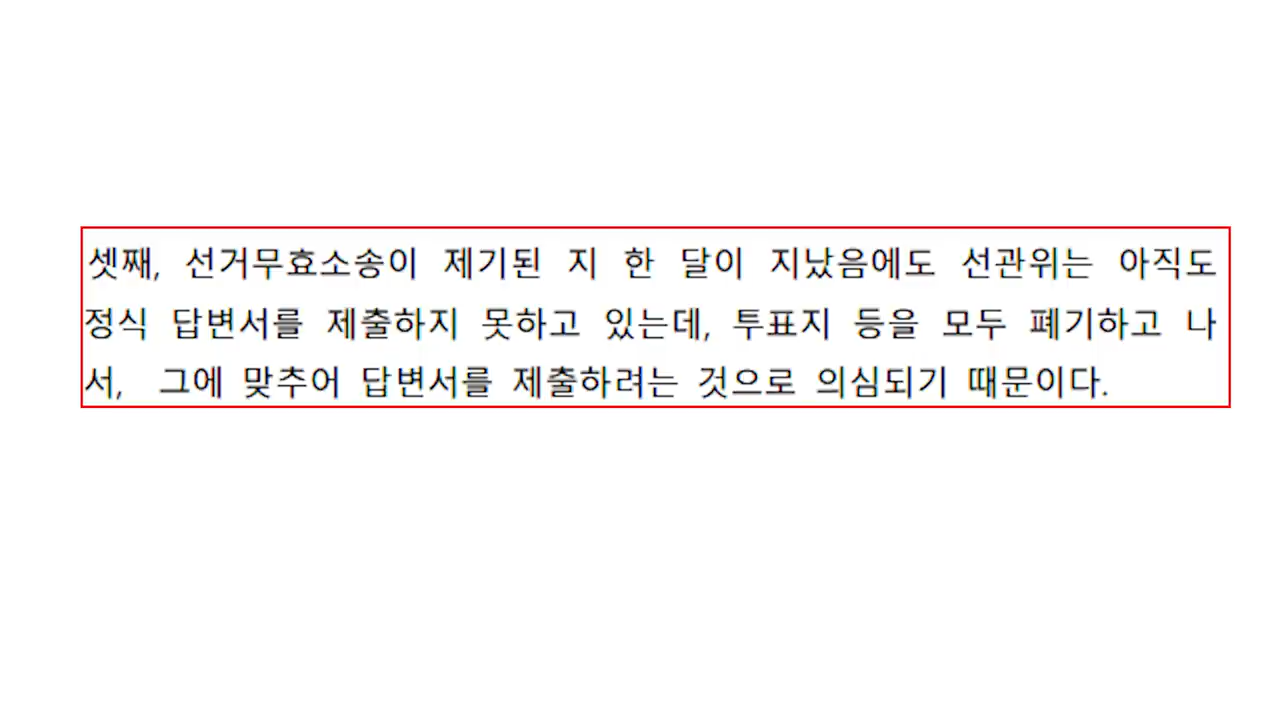 셋째, 선거무효소송이 제기된 지 한 달이 지났음에도 선관위는 아직도
정식 답변서를 제출하지 못하고 있는데, 투표지 등을 모두 폐기하고 나
서, 그에 맞추어 답변서를 제출하려는 것으로 의심되기 때문이다.